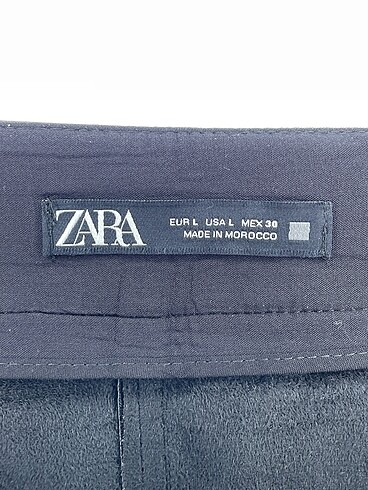 ZARA
EUR L USA L MEX 30
MADE IN MOROCCO